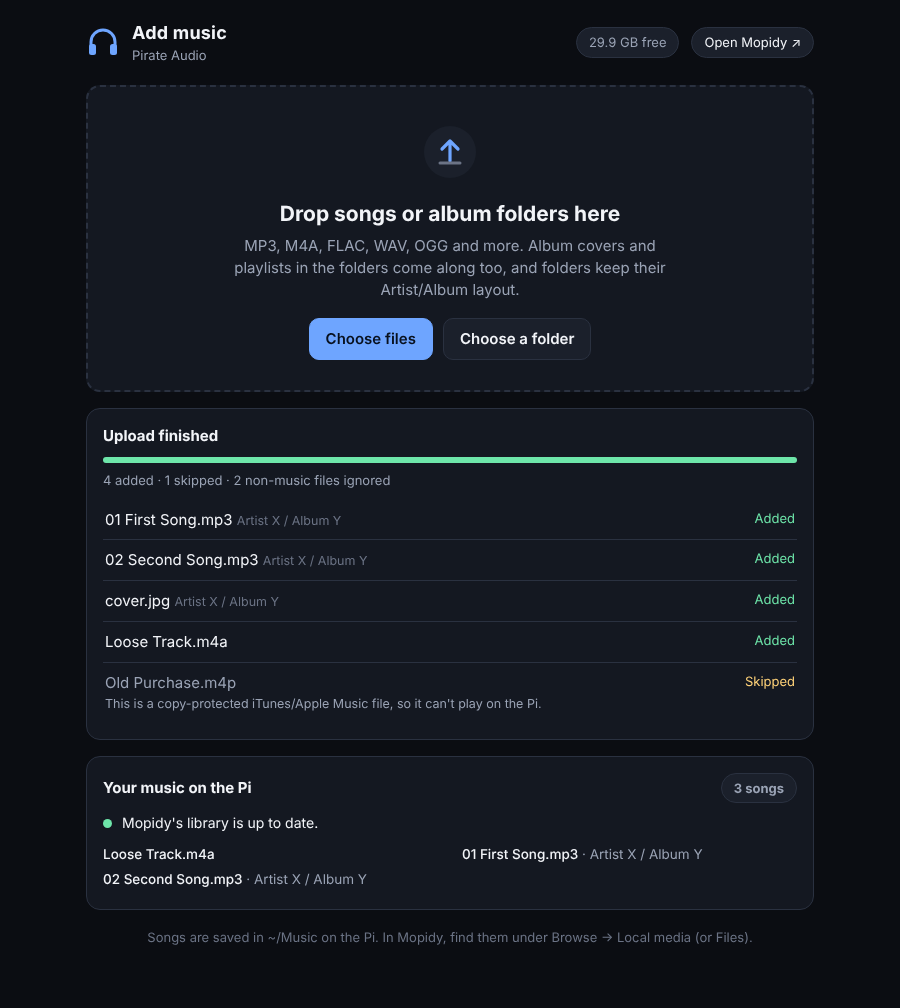 Add music
Pirate Audio
29.9 GB free
Open Mopidy ↗
Drop songs or album folders here
MP3, M4A, FLAC, WAV, OGG and more. Album covers and
playlists in the folders come along too, and folders keep their
Artist/Album layout.
Choose files
Choose a folder
Upload finished
4 added · 1 skipped · 2 non-music files ignored
01 First Song.mp3 Artist X / Album Y Added
02 Second Song.mp3 Artist X / Album Y Added
cover.jpg Artist X / Album Y Added
Loose Track.m4a Added
Old Purchase.m4p Skipped
This is a copy-protected iTunes/Apple Music file, so it can't play on the Pi.
Your music on the Pi 3 songs
Mopidy's library is up to date.
Loose Track.m4a
01 First Song.mp3 · Artist X / Album Y
02 Second Song.mp3 · Artist X / Album Y
Songs are saved in ~/Music on the Pi. In Mopidy, find them under Browse → Local media (or Files).